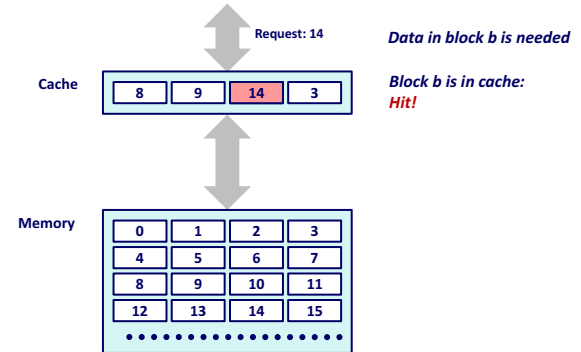 Request: 14
Data in block b is needed
Cache
8 9 14 3
Block b is in cache:
Hit!
Memory
0 1 2 3
4 5 6 7
8 9 10 11
12 13 14 15